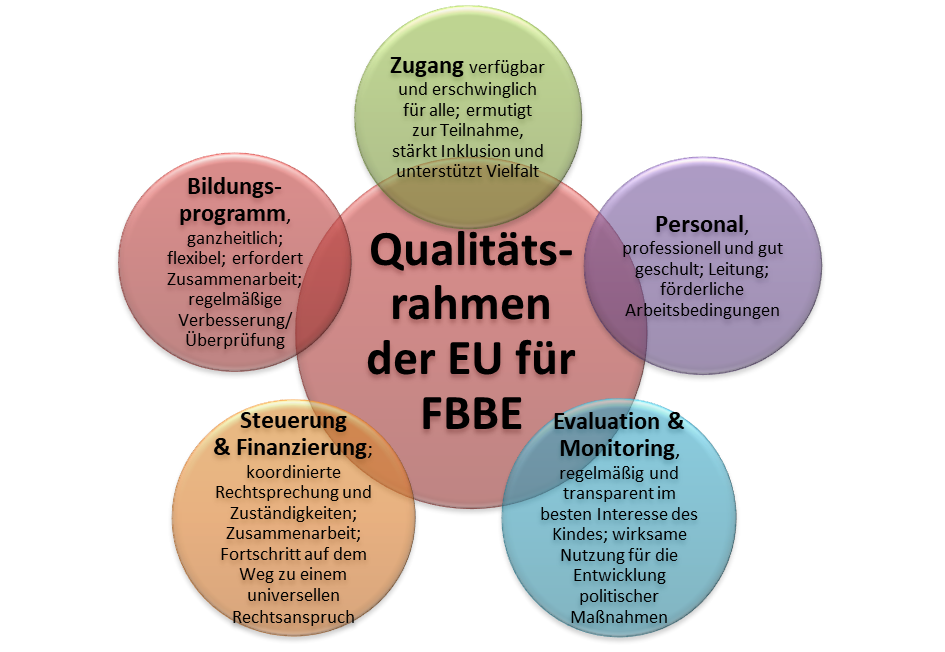 Zugang verfügbar
und erschwinglich
für alle; ermutigt
zur Teilnahme,
stärkt Inklusion und
unterstützt Vielfalt
Bildungs-
programm,
ganzheitlich;
flexibel; erfordert
Zusammenarbeit;
regelmäßige
Verbesserung/
Überprüfung
Qualitäts-
rahmen
der EU für
FBBE
Personal,
professionell und gut
geschult; Leitung;
förderliche
Arbeitsbedingungen
Steuerung
& Finanzierung;
koordinierte
Rechtsprechung und
Zuständigkeiten;
Zusammenarbeit;
Fortschritt auf dem
Weg zu einem
universellen
Rechtsanspruch
Evaluation &
Monitoring,
regelmäßig und
transparent im
besten Interesse des
Kindes; wirksame
Nutzung für die
Entwicklung
politischer
Maßnahmen